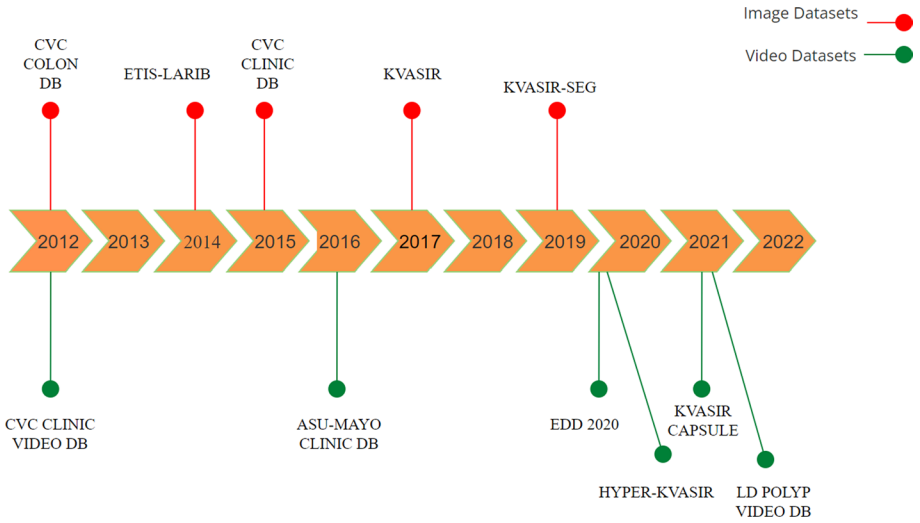 Image Datasets
Video Datasets
CVC
COLON
DB
ETIS-LARIB
CVC
CLINIC
DB
KVASIR
KVASIR-SEG
2012
2013
2014
2015
2016
2017
2018
2019
2020
2021
2022
CVC CLINIC
VIDEO DB
ASU-MAYO
CLINIC DB
EDD 2020
KVASIR
CAPSULE
HYPER-KVASIR
LD POLYP
VIDEO DB